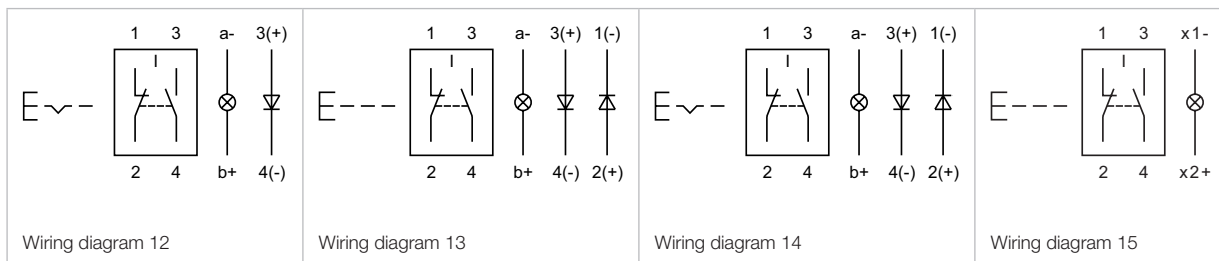 1 3 a- 3(+)
I
2 4 b+ 4(-)
Wiring diagram 12
1 3 a- 3(+) 1(-)
I
2 4 b+ 4(-) 2(+)
Wiring diagram 13
1 3 a- 3(+) 1(-)
I
2 4 b+ 4(-) 2(+)
Wiring diagram 14
1 3 x1-
I
2 4 x2+
Wiring diagram 15